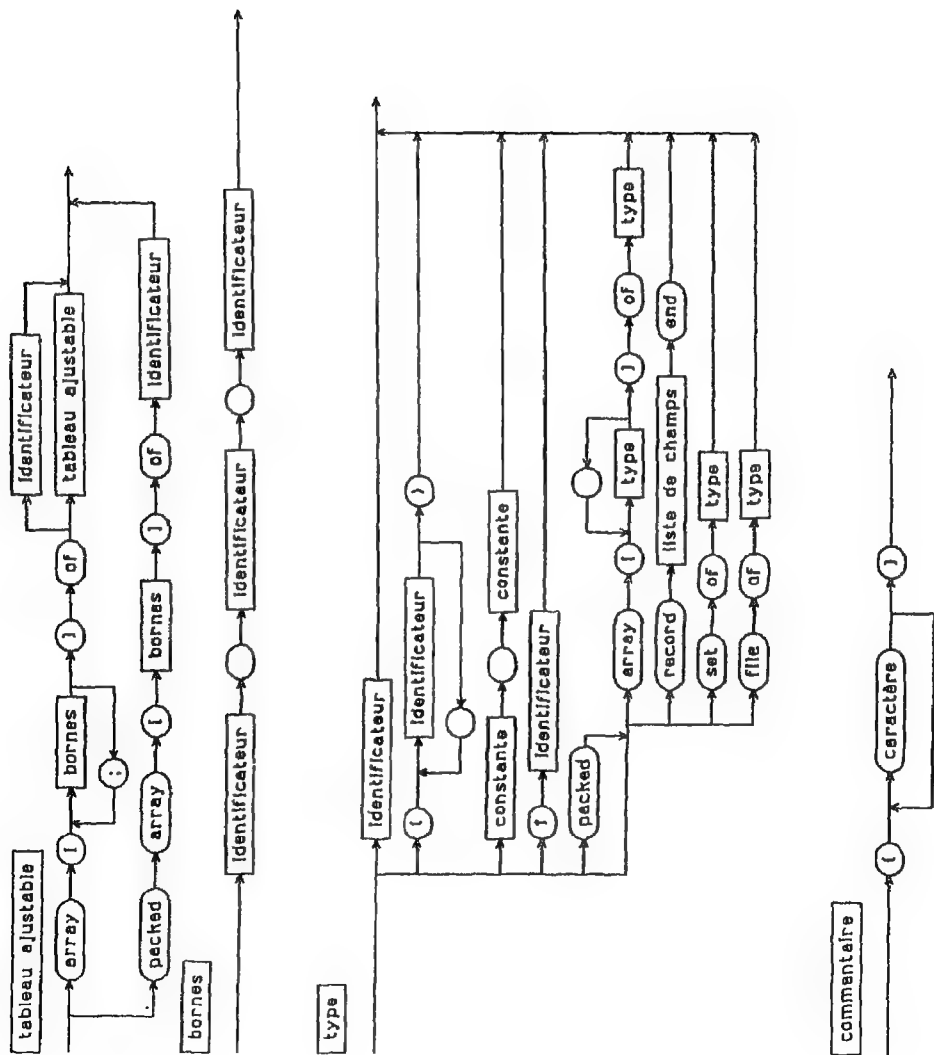 tableau ajustable
identificateur
array [ bornes ] of tableau ajustable
;
packed array [ bornes ] of identificateur
bornes
identificateur identificateur identificateur
type
identificateur
( identificateur )
constante constante
↑ identificateur
packed
array [ type ] of type
record liste de champs end
set of type
file of type
commentaire
{ caractère }